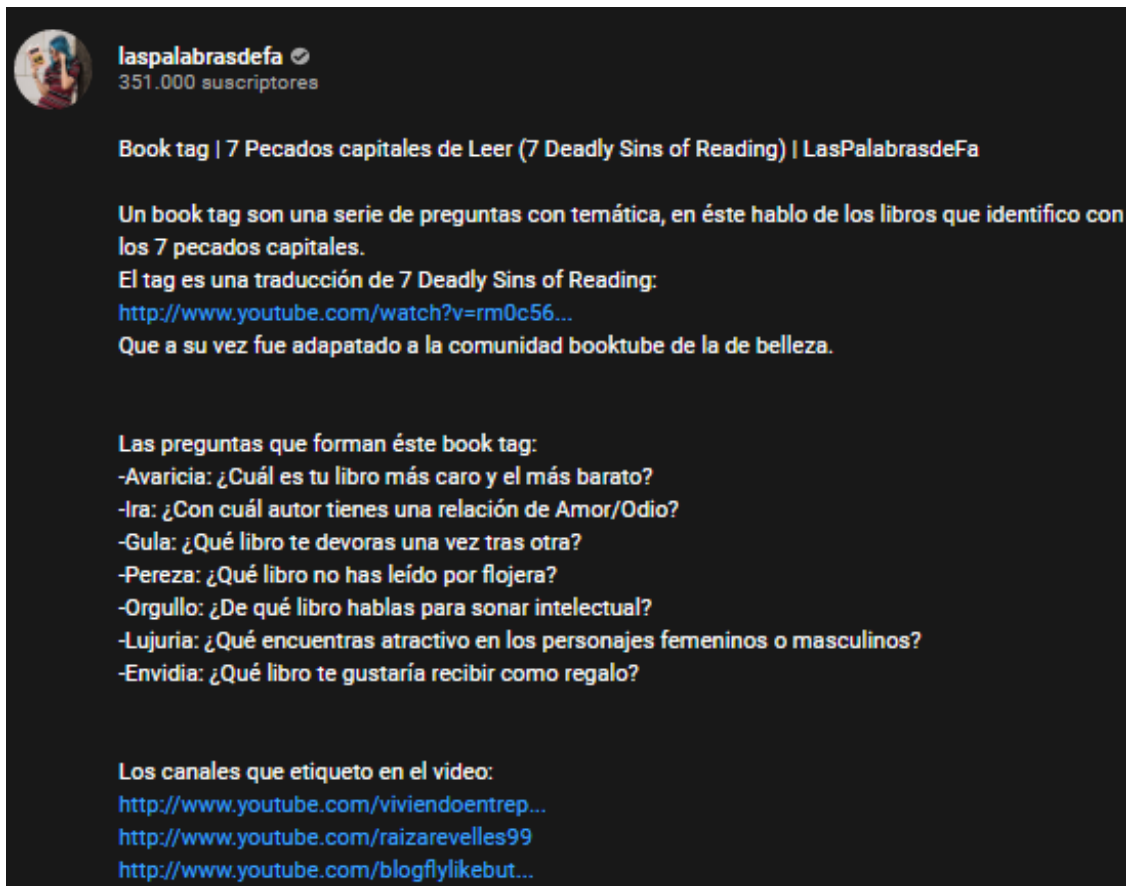 laspalabrasdefa
351.000 suscriptores
Book tag | 7 Pecados capitales de Leer (7 Deadly Sins of Reading) | LasPalabrasdeFa
Un book tag son una serie de preguntas con temática, en éste hablo de los libros que identifico con
los 7 pecados capitales.
El tag es una traducción de 7 Deadly Sins of Reading:
http://www.youtube.com/watch?v=rm0c56...
Que a su vez fue adapatado a la comunidad booktube de la de belleza.
Las preguntas que forman éste book tag:
-Avaricia: ¿Cuál es tu libro más caro y el más barato?
-Ira: ¿Con cuál autor tienes una relación de Amor/Odio?
-Gula: ¿Qué libro te devoras una vez tras otra?
-Pereza: ¿Qué libro no has leído por flojera?
-Orgullo: ¿De qué libro hablas para sonar intelectual?
-Lujuria: ¿Qué encuentras atractivo en los personajes femeninos o masculinos?
-Envidia: ¿Qué libro te gustaría recibir como regalo?
Los canales que etiqueto en el video:
http://www.youtube.com/viviendoentrep...
http://www.youtube.com/raizarevelles99
http://www.youtube.com/blogflylikebut...